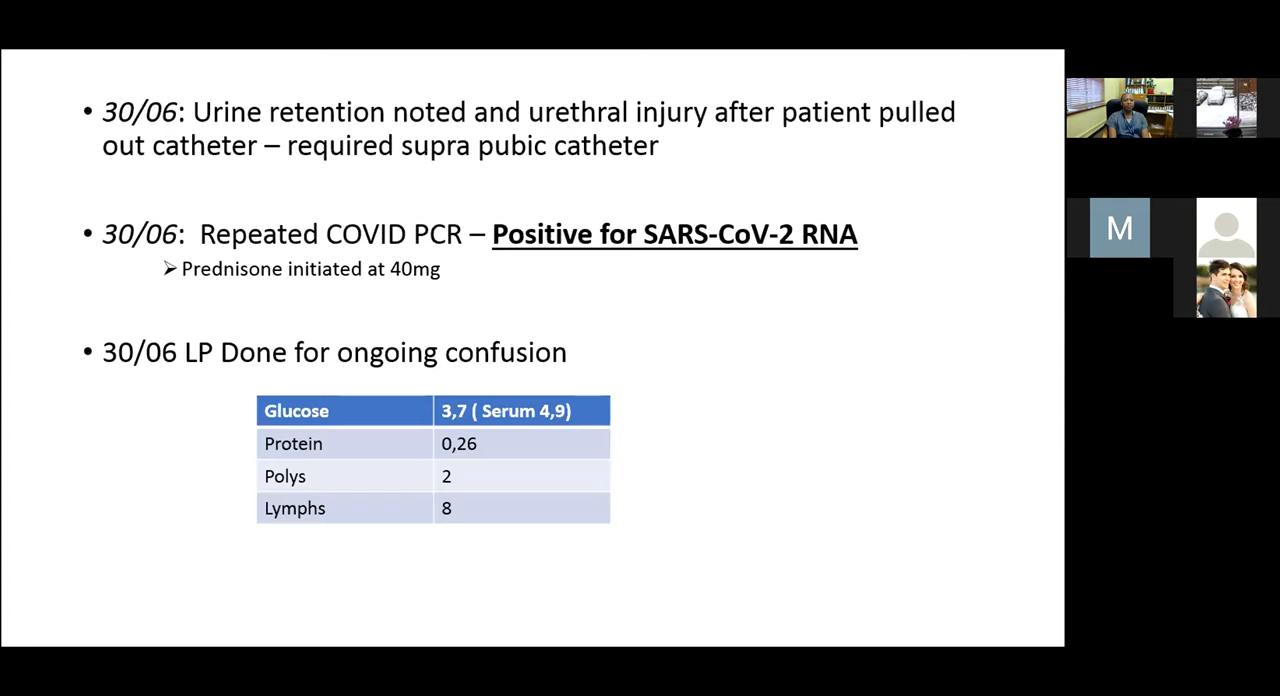 • 30/06: Urine retention noted and urethral injury after patient pulled
out catheter – required supra pubic catheter
• 30/06: Repeated COVID PCR – Positive for SARS-CoV-2 RNA
➢ Prednisone initiated at 40mg
• 30/06 LP Done for ongoing confusion
Glucose 3,7 ( Serum 4,9)
Protein 0,26
Polys 2
Lymphs 8
M